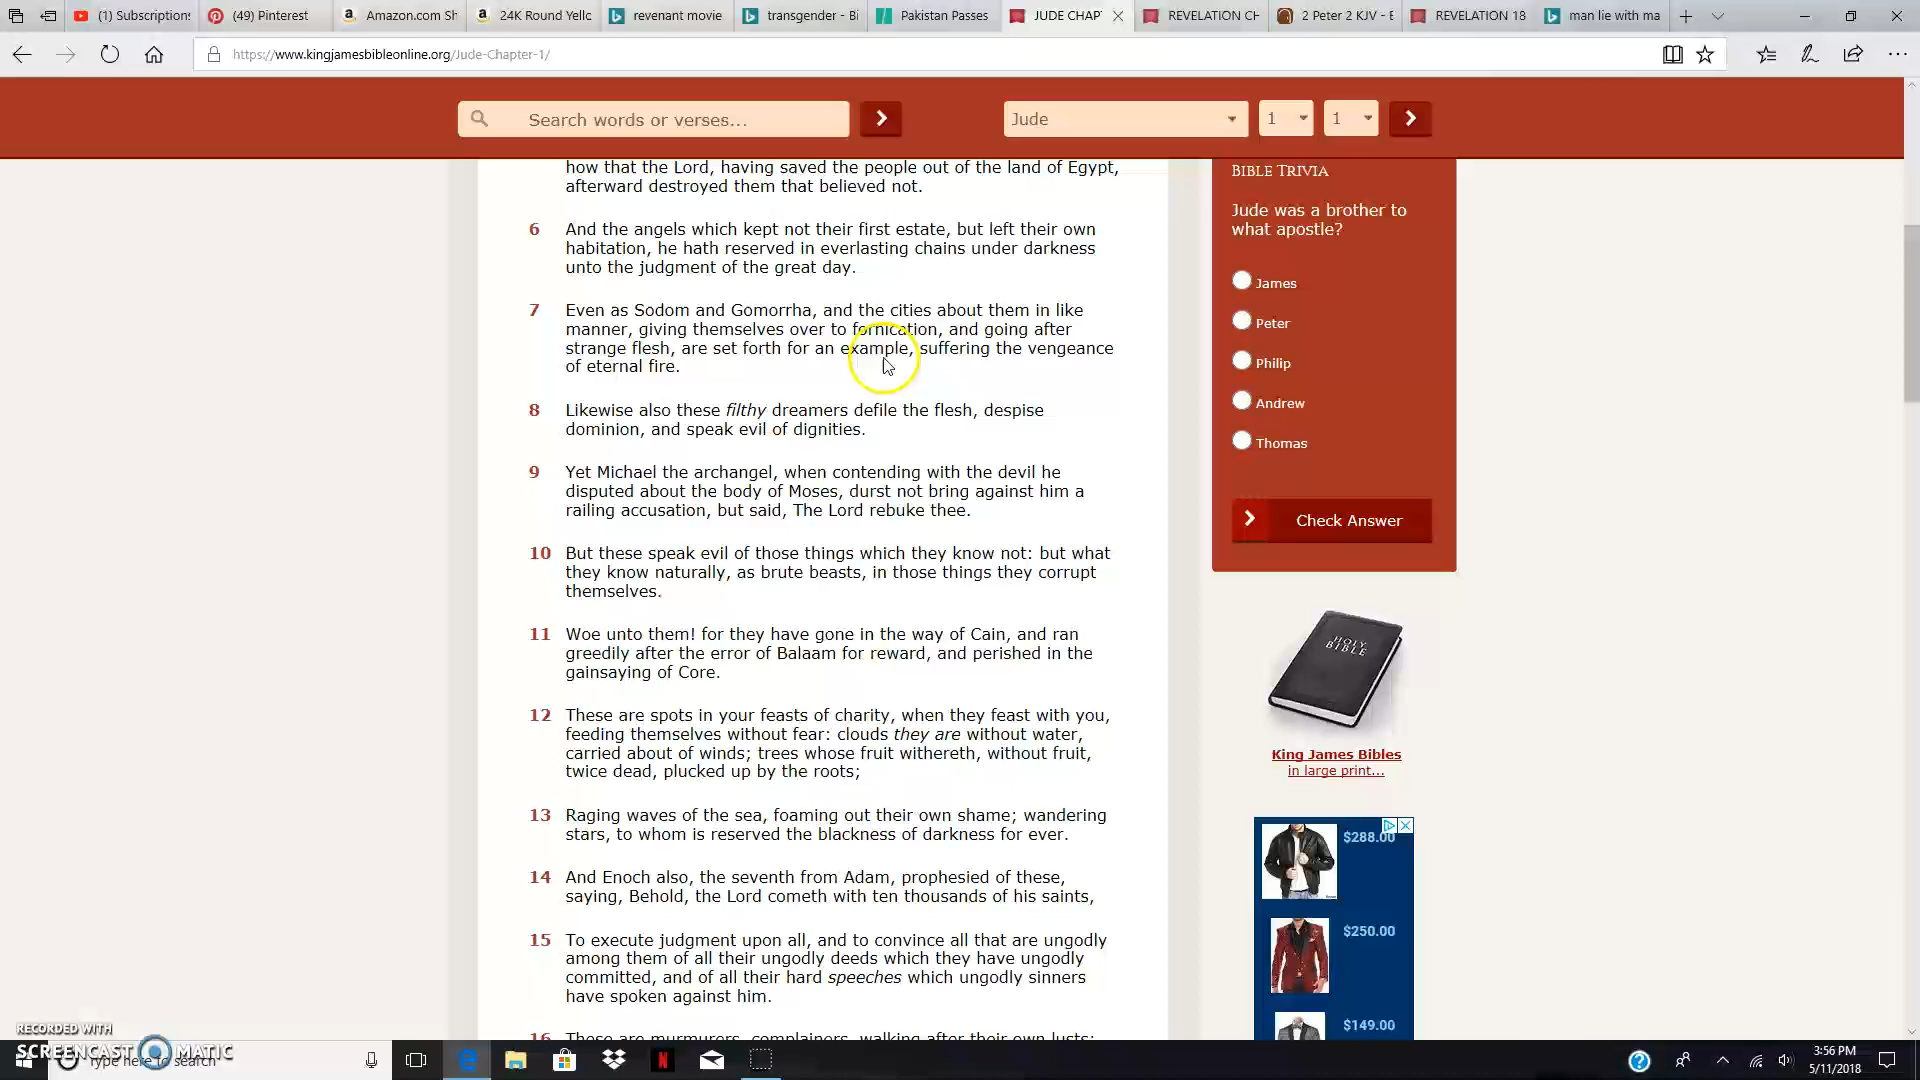 (1) Subscriptions
(49) Pinterest
Amazon.com Sh
24K Round Yello
revenant movie
transgender - Bi
Pakistan Passes
JUDE CHAP
REVELATION CH
2 Peter 2 KJV - E
REVELATION 18
man lie with ma
https://www.kingjamesbibleonline.org/Jude-Chapter-1/
Search words or verses...
Jude
1
1
how that the Lord, having saved the people out of the land of Egypt,
afterward destroyed them that believed not.
6 And the angels which kept not their first estate, but left their own
habitation, he hath reserved in everlasting chains under darkness
unto the judgment of the great day.
7 Even as Sodom and Gomorrha, and the cities about them in like
manner, giving themselves over to fornication, and going after
strange flesh, are set forth for an example, suffering the vengeance
of eternal fire.
8 Likewise also these filthy dreamers defile the flesh, despise
dominion, and speak evil of dignities.
9 Yet Michael the archangel, when contending with the devil he
disputed about the body of Moses, durst not bring against him a
railing accusation, but said, The Lord rebuke thee.
10 But these speak evil of those things which they know not: but what
they know naturally, as brute beasts, in those things they corrupt
themselves.
11 Woe unto them! for they have gone in the way of Cain, and ran
greedily after the error of Balaam for reward, and perished in the
gainsaying of Core.
12 These are spots in your feasts of charity, when they feast with you,
feeding themselves without fear: clouds they are without water,
carried about of winds; trees whose fruit withereth, without fruit,
twice dead, plucked up by the roots;
13 Raging waves of the sea, foaming out their own shame; wandering
stars, to whom is reserved the blackness of darkness for ever.
14 And Enoch also, the seventh from Adam, prophesied of these,
saying, Behold, the Lord cometh with ten thousands of his saints,
15 To execute judgment upon all, and to convince all that are ungodly
among them of all their ungodly deeds which they have ungodly
committed, and of all their hard speeches which ungodly sinners
have spoken against him.
16 These are murmurers, complainers, walking after their own lusts;
BIBLE TRIVIA
Jude was a brother to
what apostle?
James
Peter
Philip
Andrew
Thomas
Check Answer
HOLY
BIBLE
King James Bibles
in large print...
$288.00
$250.00
$149.00
RECORDED WITH
SCREENCAST MATIC
Type here to search
3:56 PM
5/11/2018